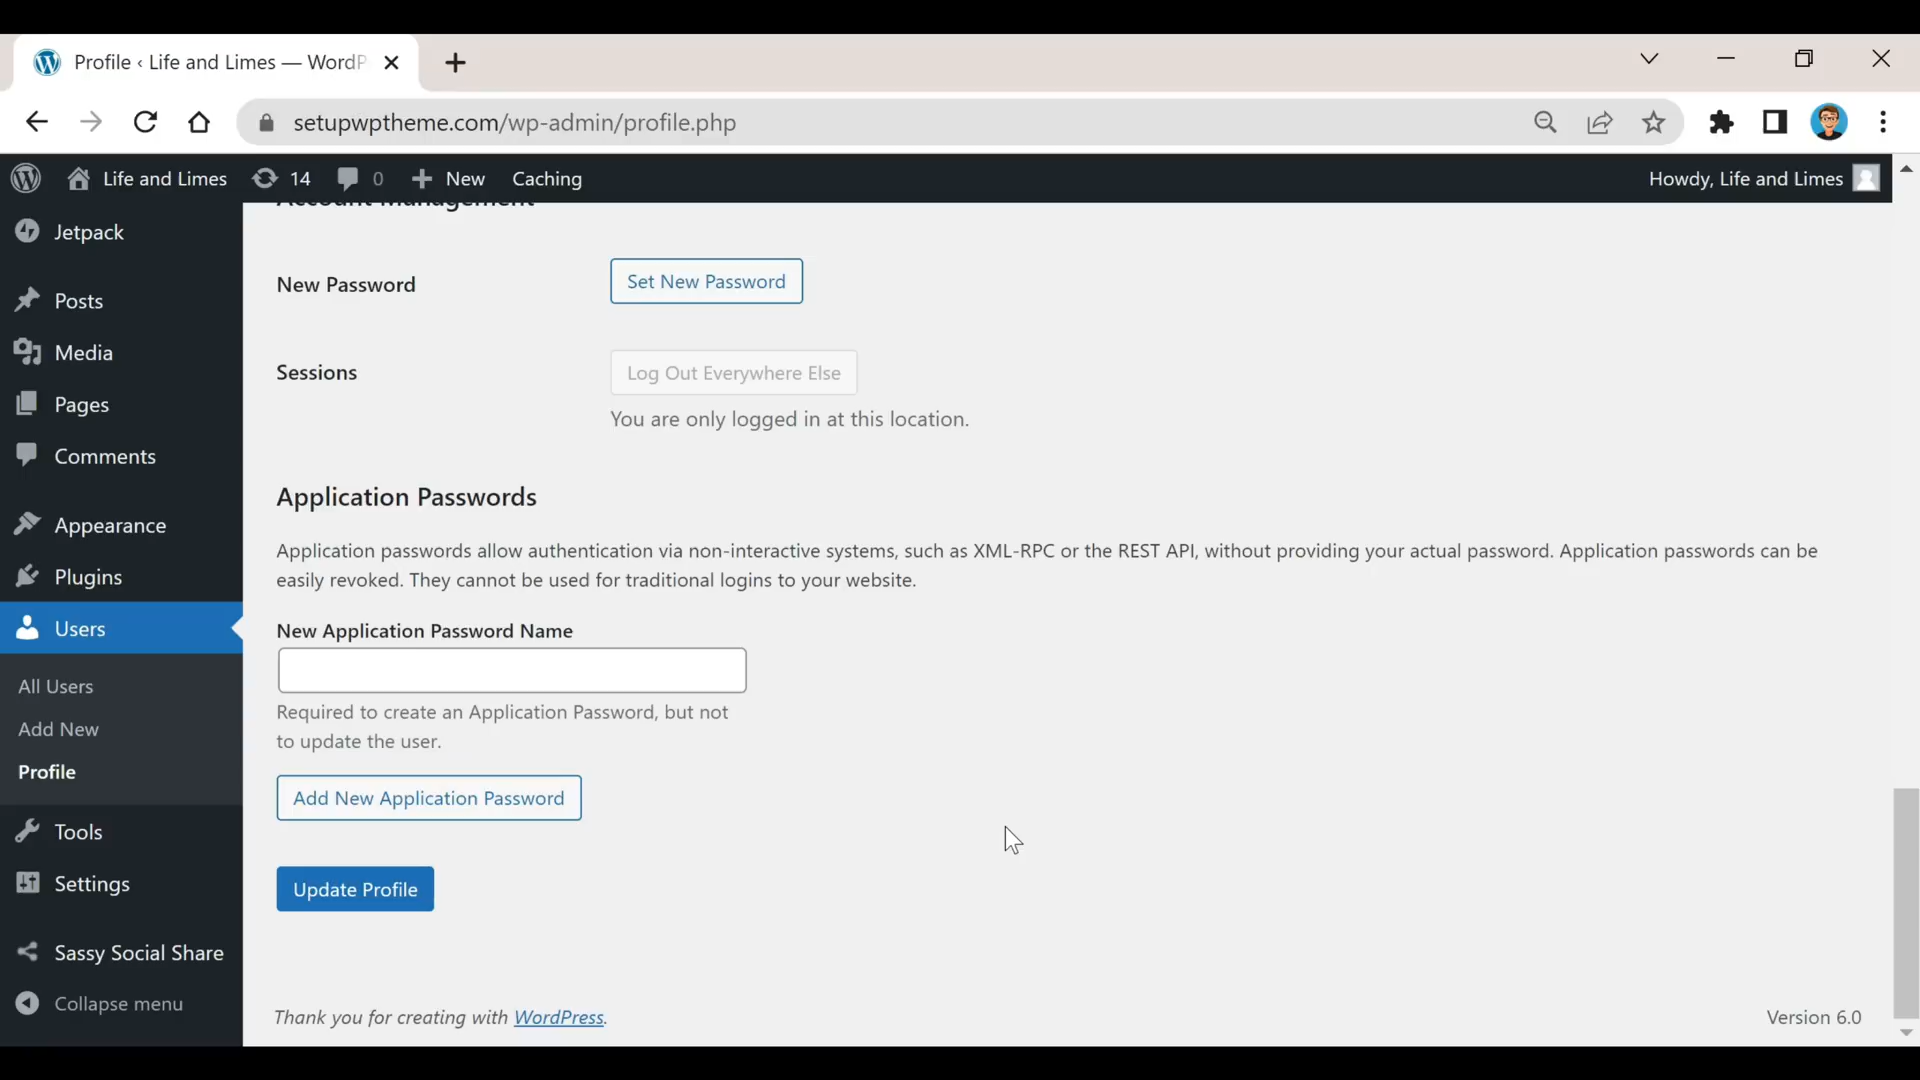 Profile ‹ Life and Limes — WordP
setupwptheme.com/wp-admin/profile.php
Life and Limes 14 0 New Caching Howdy, Life and Limes
Jetpack
Posts
Media
Pages
Comments
Appearance
Plugins
Users
All Users
Add New
Profile
Tools
Settings
Sassy Social Share
Collapse menu
Account Management
New Password Set New Password
Sessions Log Out Everywhere Else
You are only logged in at this location.
Application Passwords
Application passwords allow authentication via non-interactive systems, such as XML-RPC or the REST API, without providing your actual password. Application passwords can be
easily revoked. They cannot be used for traditional logins to your website.
New Application Password Name
Required to create an Application Password, but not
to update the user.
Add New Application Password
Update Profile
Thank you for creating with WordPress.
Version 6.0